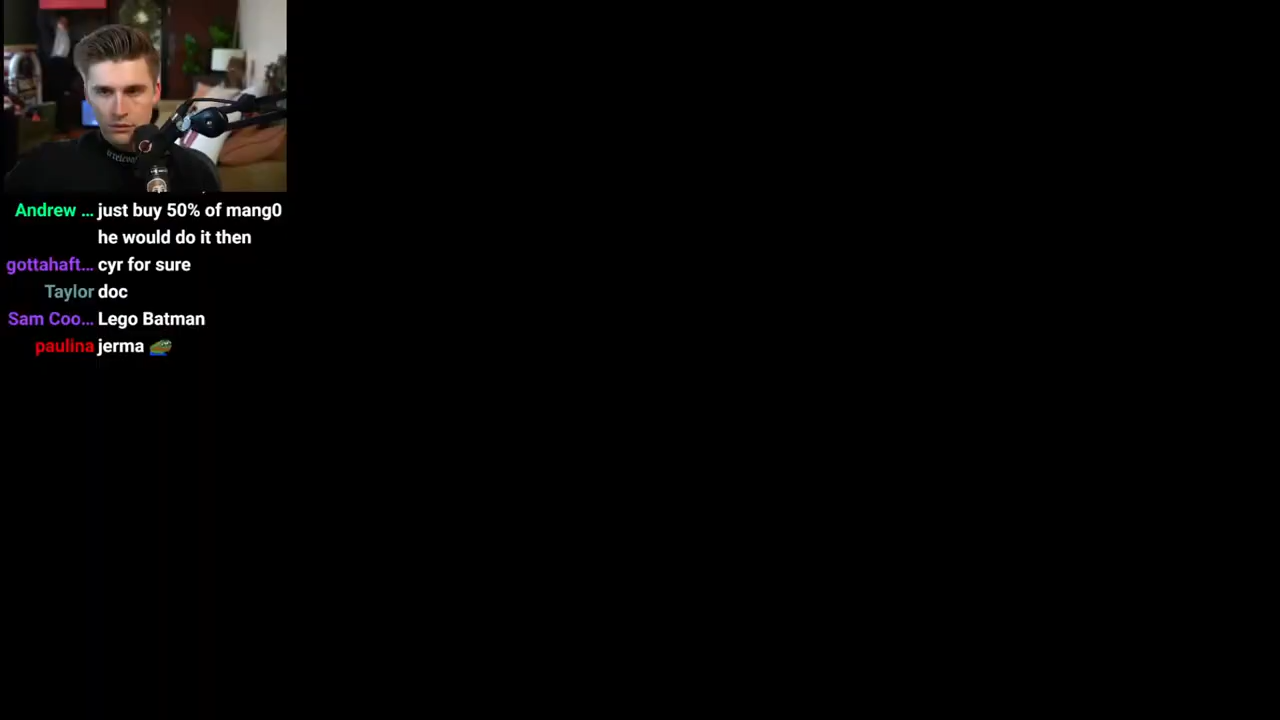 Andrew … just buy 50% of mang0
he would do it then
gottahaft… cyr for sure
Taylor doc
Sam Coo… Lego Batman
paulina jerma